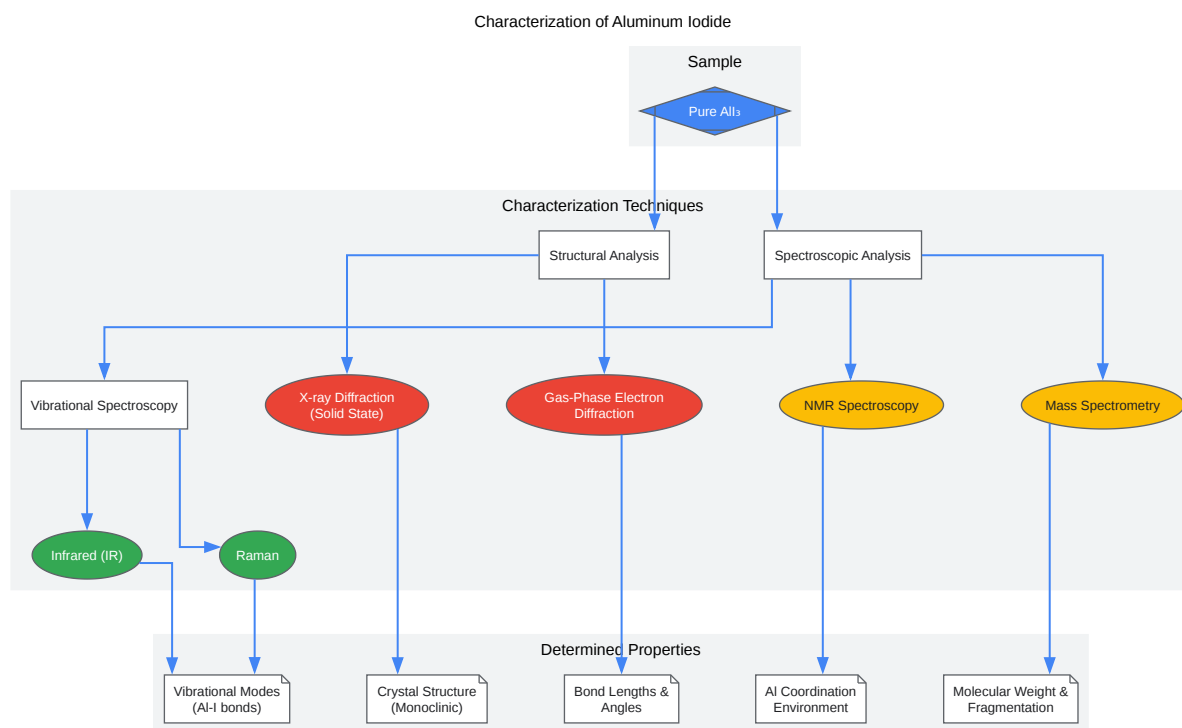 Characterization of Aluminum Iodide
Sample
Pure AlI₃
Characterization Techniques
Structural Analysis
Spectroscopic Analysis
Vibrational Spectroscopy
X-ray Diffraction
(Solid State)
Gas-Phase Electron
Diffraction
NMR Spectroscopy
Mass Spectrometry
Infrared (IR)
Raman
Determined Properties
Vibrational Modes
(Al-I bonds)
Crystal Structure
(Monoclinic)
Bond Lengths &
Angles
Al Coordination
Environment
Molecular Weight &
Fragmentation